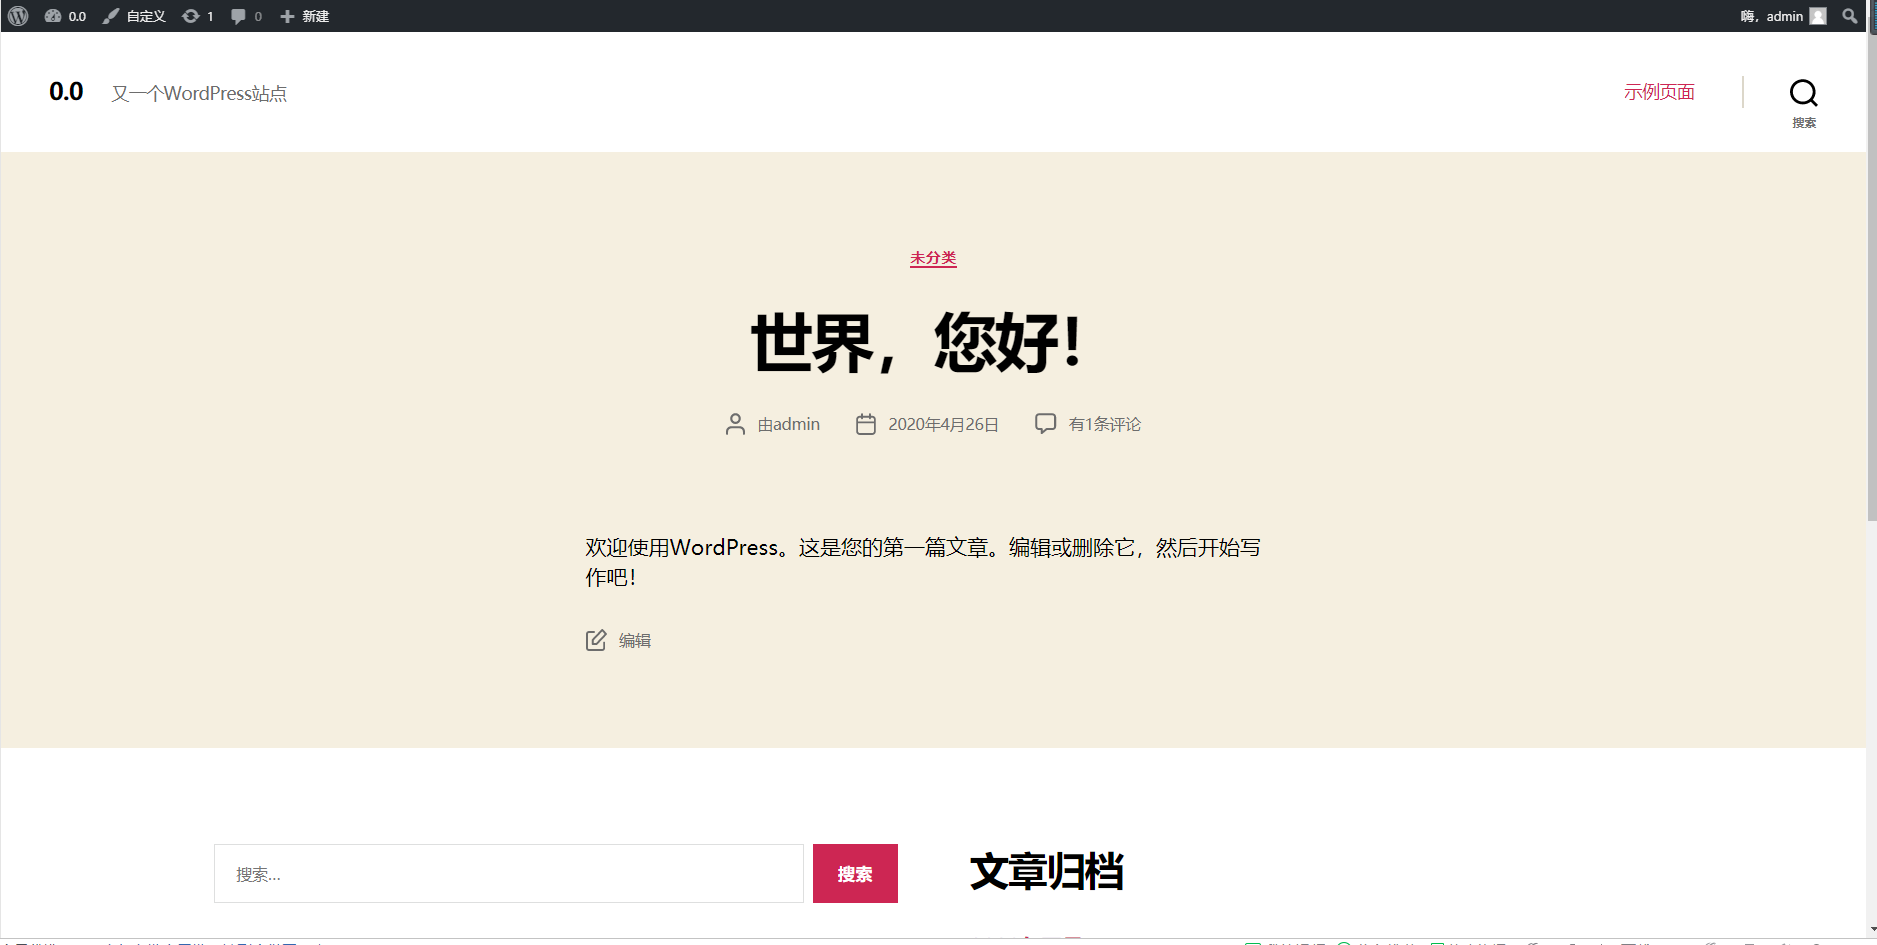 0.0 自定义 1 0 新建 嗨，admin
0.0 又一个WordPress站点 示例页面
搜索
未分类
世界，您好！
由admin 2020年4月26日 有1条评论
欢迎使用WordPress。这是您的第一篇文章。编辑或删除它，然后开始写
作吧！
编辑
搜索... 搜索 文章归档